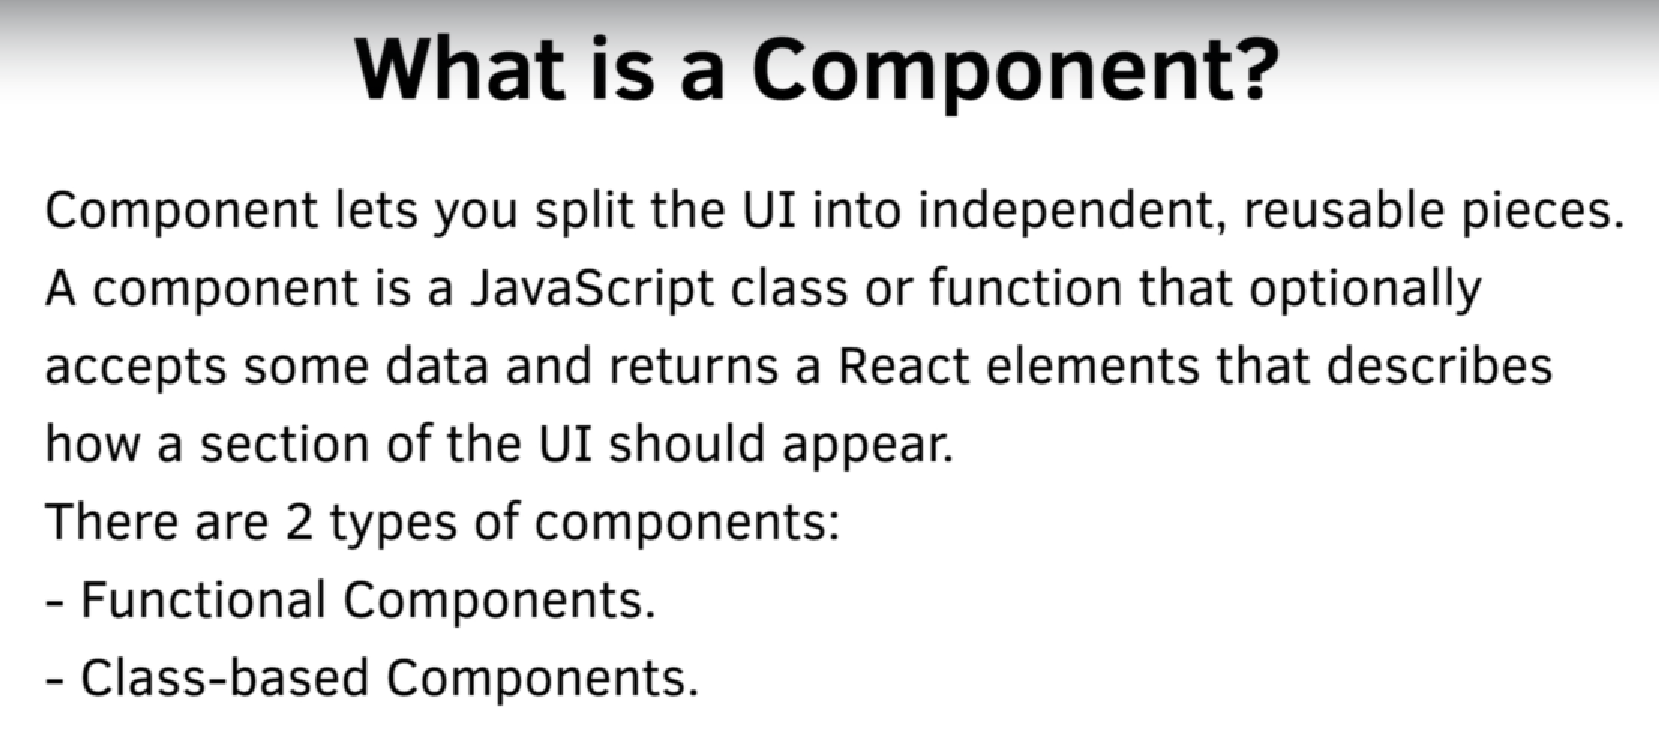 What is a Component?
Component lets you split the UI into independent, reusable pieces.
A component is a JavaScript class or function that optionally
accepts some data and returns a React elements that describes
how a section of the UI should appear.
There are 2 types of components:
- Functional Components.
- Class-based Components.